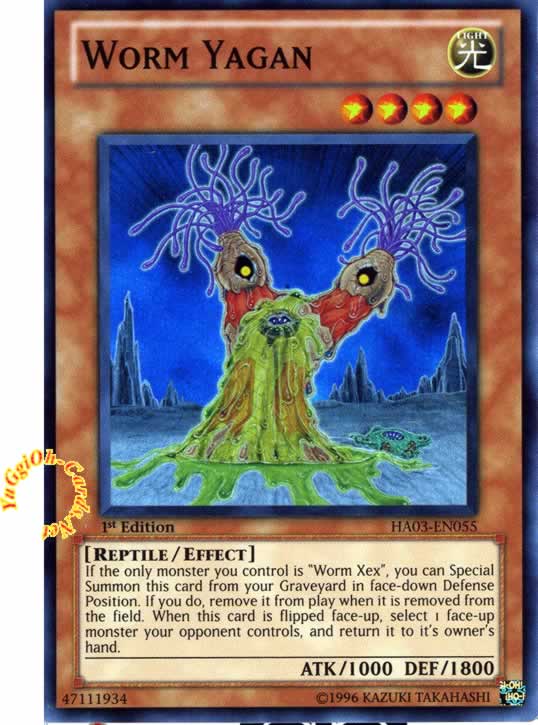 WORM YAGAN
LIGHT
光
1st Edition
HA03-EN055
[REPTILE/EFFECT]
If the only monster you control is "Worm Xex", you can Special
Summon this card from your Graveyard in face-down Defense
Position. If you do, remove it from play when it is removed from
the field. When this card is flipped face-up, select 1 face-up
monster your opponent controls, and return it to it's owner's
hand.
ATK/1000 DEF/1800
47111934
©1996 KAZUKI TAKAHASHI
YuGgiOh-Cards.Net